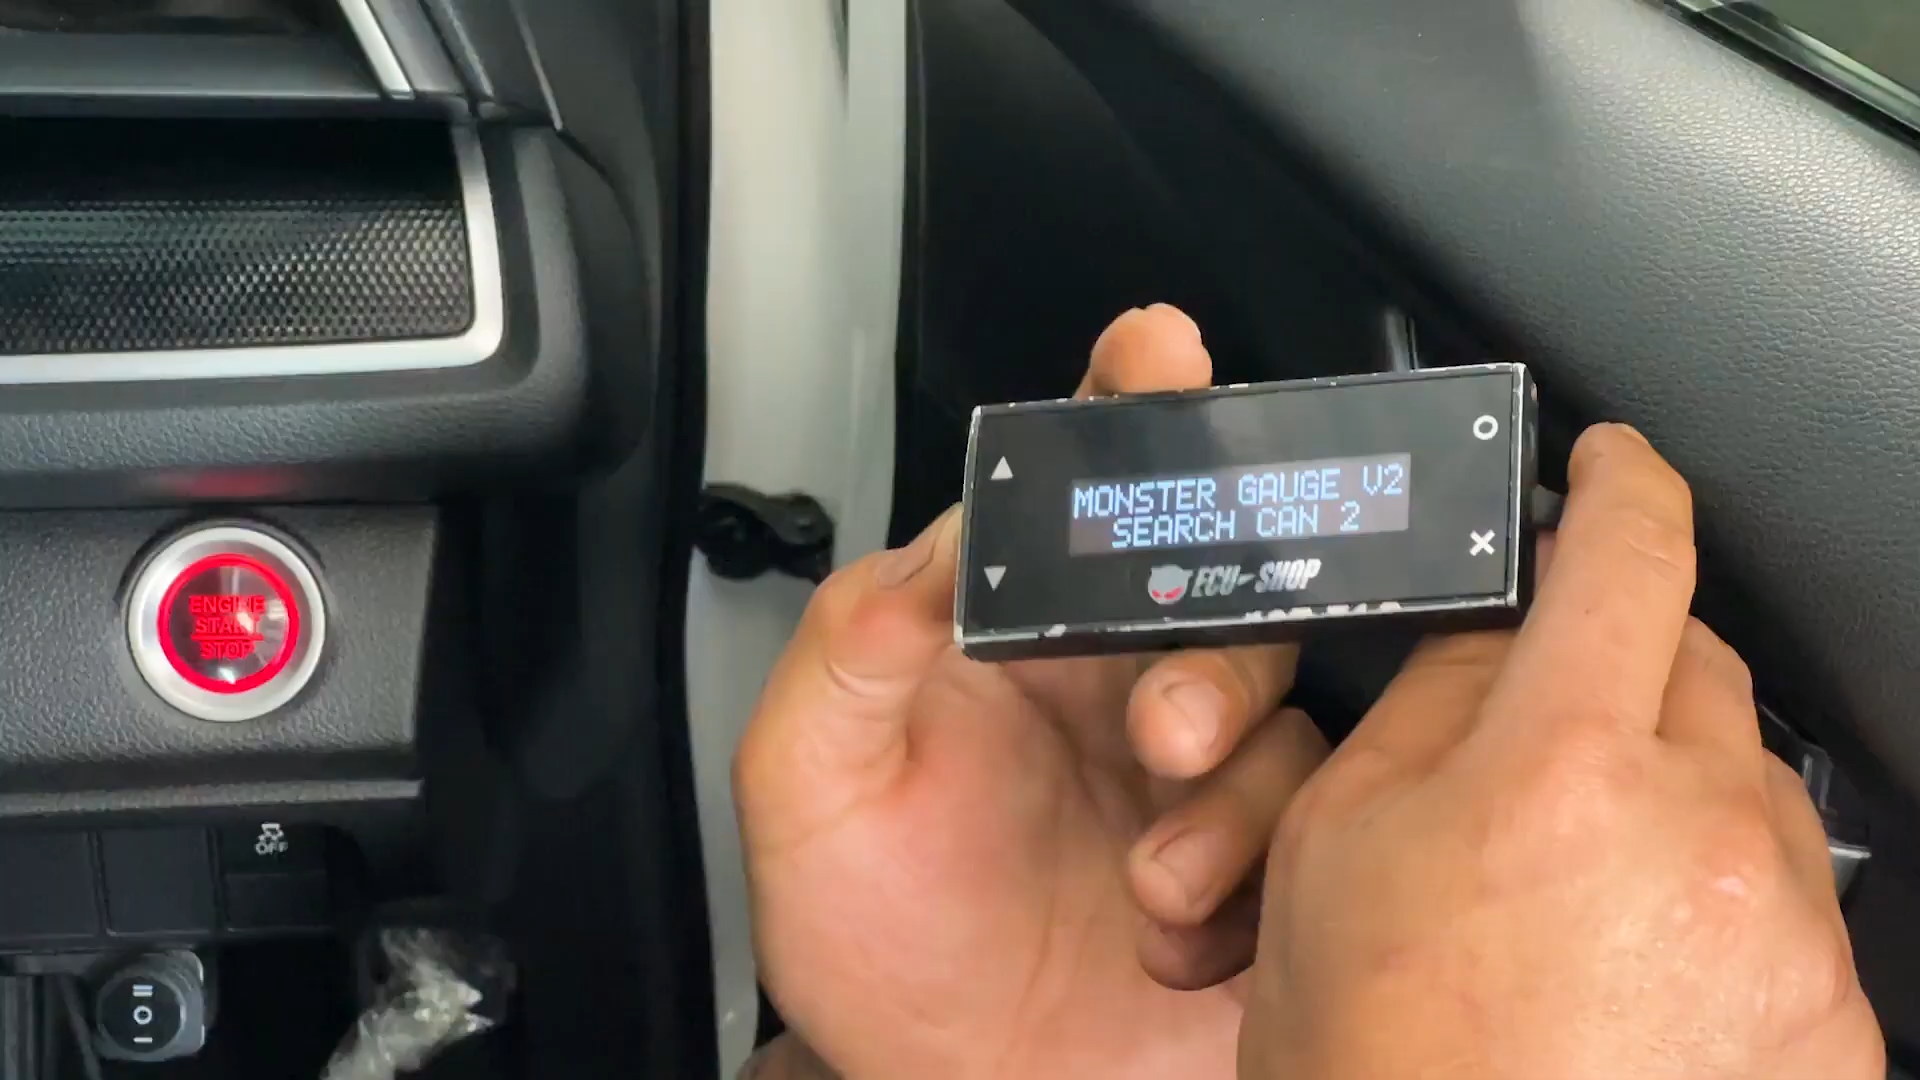 ENGINE
START
STOP
OFF
MONSTER GAUGE V2
SEARCH CAN 2
ECU-SHOP